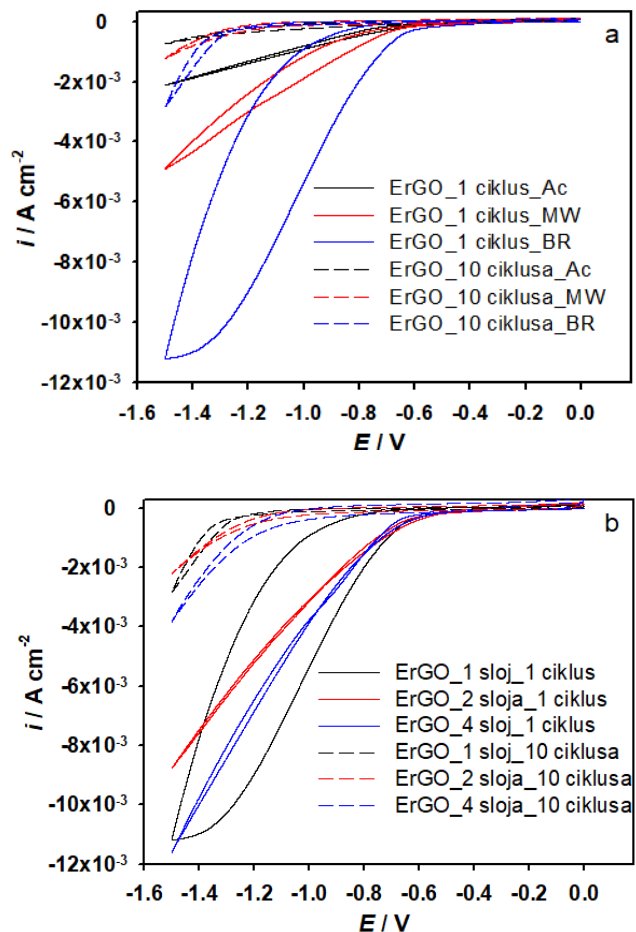 a
0
-2x10⁻³
-4x10⁻³
-6x10⁻³
-8x10⁻³
-10x10⁻³
-12x10⁻³
i / A cm⁻²
ErGO_1 ciklus_Ac
ErGO_1 ciklus_MW
ErGO_1 ciklus_BR
ErGO_10 ciklusa_Ac
ErGO_10 ciklusa_MW
ErGO_10 ciklusa_BR
-1.6 -1.4 -1.2 -1.0 -0.8 -0.6 -0.4 -0.2 0.0
E / V
b
0
-2x10⁻³
-4x10⁻³
-6x10⁻³
-8x10⁻³
-10x10⁻³
-12x10⁻³
i / A cm⁻²
ErGO_1 sloj_1 ciklus
ErGO_2 sloja_1 ciklus
ErGO_4 sloj_1 ciklus
ErGO_1 sloj_10 ciklusa
ErGO_2 sloja_10 ciklusa
ErGO_4 sloja_10 ciklusa
-1.6 -1.4 -1.2 -1.0 -0.8 -0.6 -0.4 -0.2 0.0
E / V